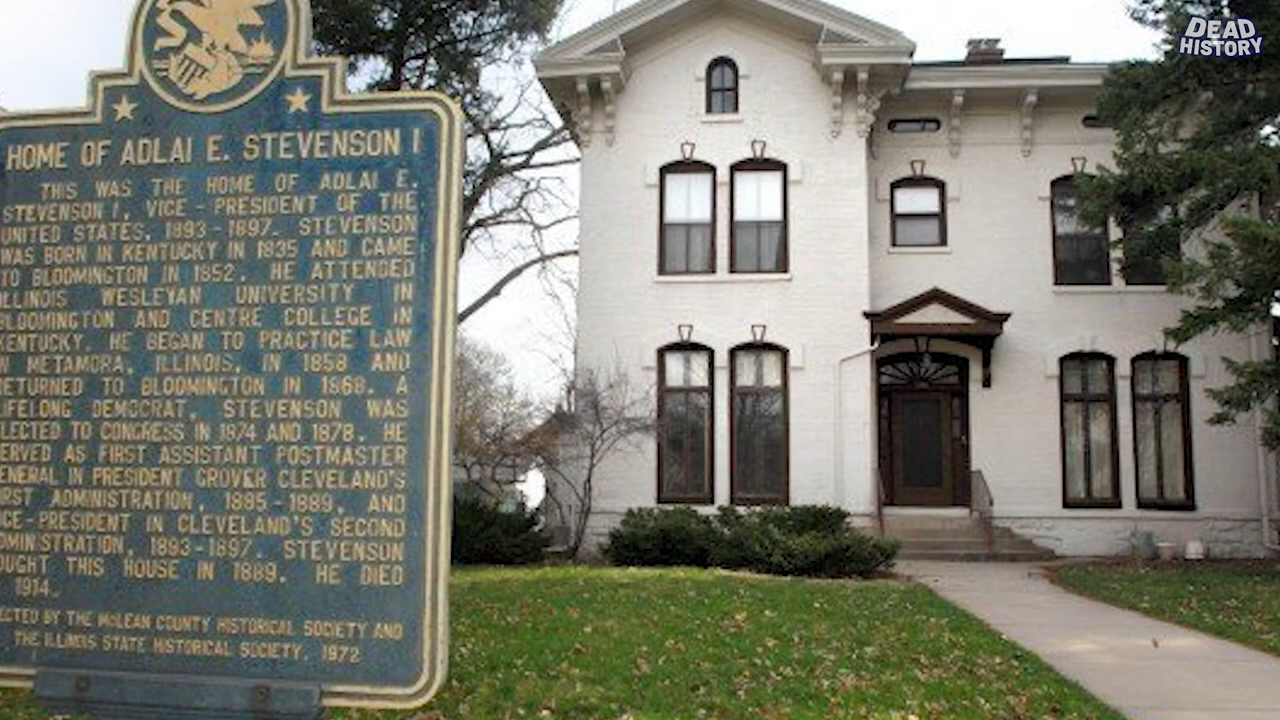 DEAD
HISTORY
HOME OF ADLAI E. STEVENSON I
THIS WAS THE HOME OF ADLAI E.
STEVENSON I, VICE-PRESIDENT OF THE
UNITED STATES, 1893-1897. STEVENSON
WAS BORN IN KENTUCKY IN 1835 AND CAME
TO BLOOMINGTON IN 1852. HE ATTENDED
ILLINOIS WESLEYAN UNIVERSITY IN
BLOOMINGTON AND CENTRE COLLEGE IN
KENTUCKY. HE BEGAN TO PRACTICE LAW
IN METAMORA, ILLINOIS, IN 1858 AND
RETURNED TO BLOOMINGTON IN 1868. A
LIFELONG DEMOCRAT, STEVENSON WAS
ELECTED TO CONGRESS IN 1874 AND 1878. HE
SERVED AS FIRST ASSISTANT POSTMASTER
GENERAL IN PRESIDENT GROVER CLEVELAND'S
FIRST ADMINISTRATION, 1885-1889, AND
VICE-PRESIDENT IN CLEVELAND'S SECOND
ADMINISTRATION, 1893-1897. STEVENSON
OUGHT THIS HOUSE IN 1889. HE DIED
1914.
ECTED BY THE McLEAN COUNTY HISTORICAL SOCIETY AND
THE ILLINOIS STATE HISTORICAL SOCIETY, 1972